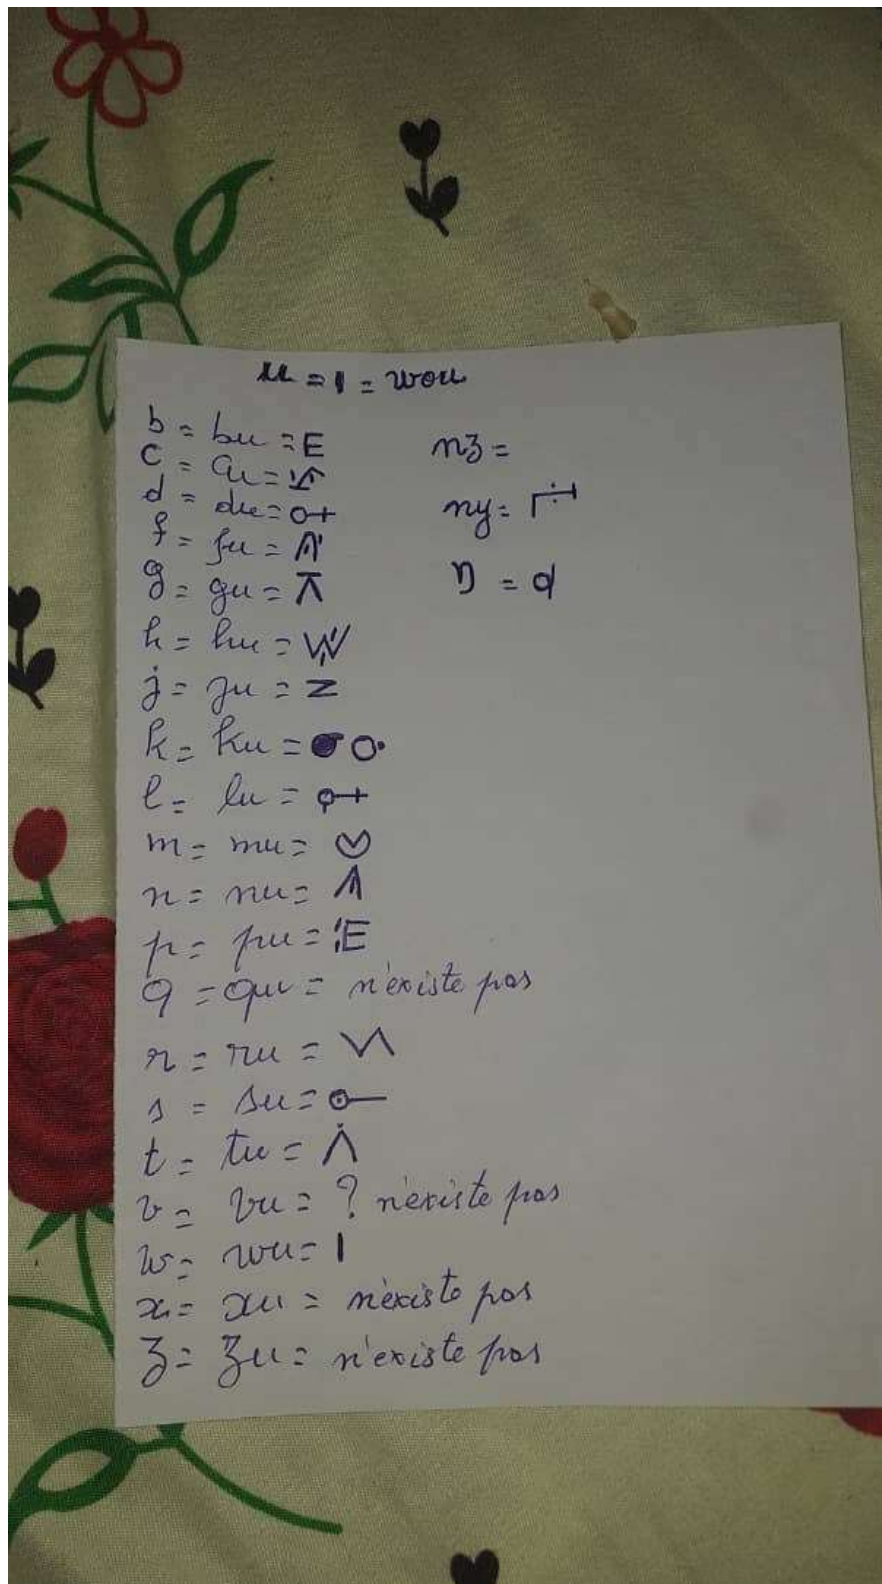 u = I = wou
b = bu = E
c = cu =
d = du = o+
f = fu =
g = gu =
h = hu =
j = ju = Z
k = ku =
l = lu =
m = mu =
n = nu =
p = pu =
q = qu = n'existe pas
r = ru =
s = su =
t = tu =
v = vu = ? n'existe pas
w = wu = I
x = xu = n'existe pas
z = zu = n'existe pas
nz =
ny =
ŋ =